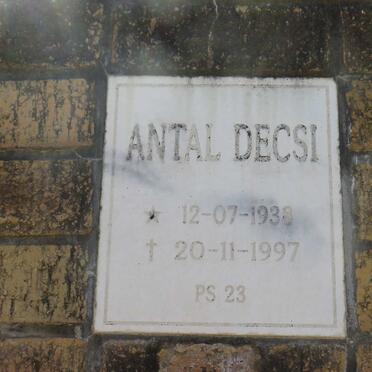 ANTAL DECSI
★ 12-07-1938
† 20-11-1997
PS 23